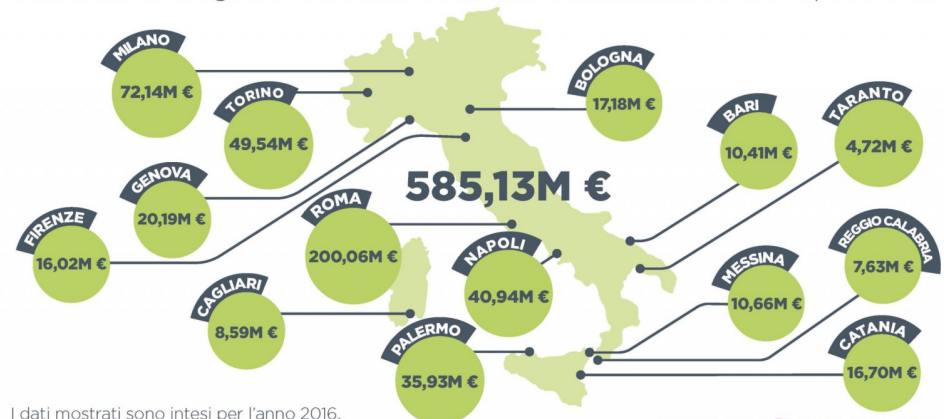 MILANO
72,14M €
TORINO
49,54M €
GENOVA
20,19M €
FIRENZE
16,02M €
BOLOGNA
17,18M €
BARI
10,41M €
TARANTO
4,72M €
585,13M €
ROMA
200,06M €
NAPOLI
40,94M €
MESSINA
10,66M €
REGGIO CALABRIA
7,63M €
CAGLIARI
8,59M €
PALERMO
35,93M €
CATANIA
16,70M €
I dati mostrati sono intesi per l'anno 2016.